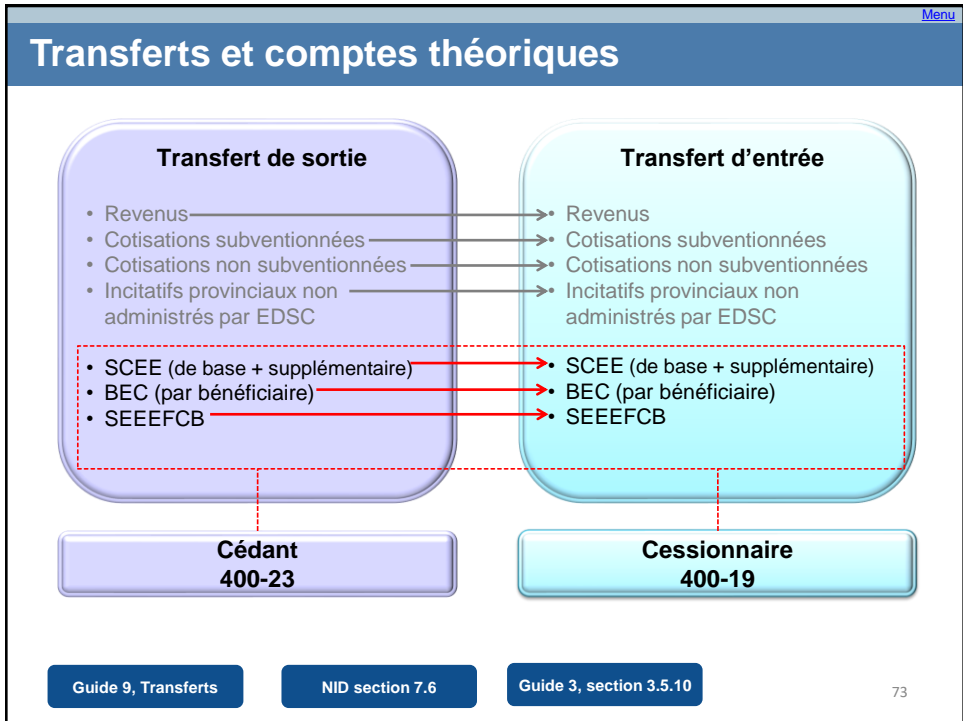 Menu
Transferts et comptes théoriques
Transfert de sortie
• Revenus
• Cotisations subventionnées
• Cotisations non subventionnées
• Incitatifs provinciaux non
administrés par EDSC
• SCEE (de base + supplémentaire)
• BEC (par bénéficiaire)
• SEEEFCB
Transfert d'entrée
• Revenus
• Cotisations subventionnées
• Cotisations non subventionnées
• Incitatifs provinciaux non
administrés par EDSC
• SCEE (de base + supplémentaire)
• BEC (par bénéficiaire)
• SEEEFCB
Cédant
400-23
Cessionnaire
400-19
Guide 9, Transferts
NID section 7.6
Guide 3, section 3.5.10
73